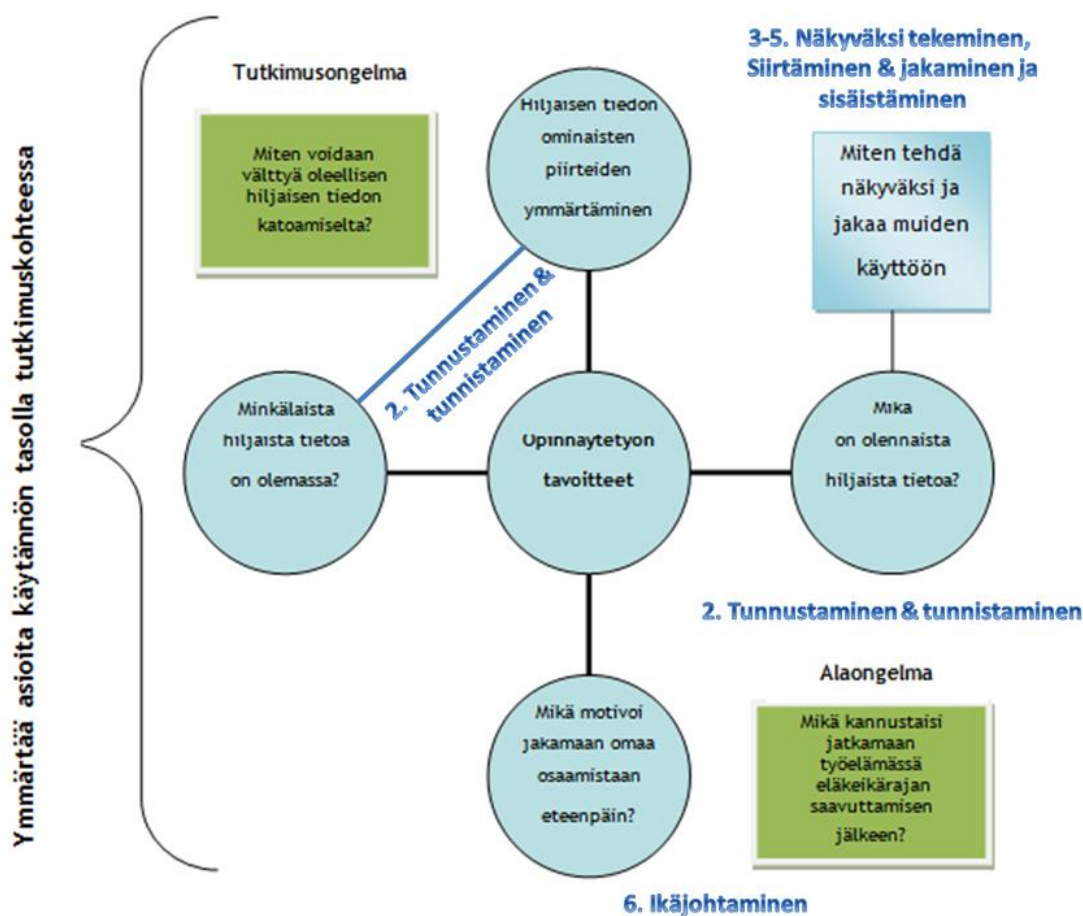 3-5. Näkyväksi tekeminen,
Siirtäminen & jakaminen ja
sisäistäminen
Tutkimusongelma
Miten voidaan
välttyä oleellisen
hiljaisen tiedon
katoamiselta?
Hiljaisen tiedon
ominaisten
piirteiden
ymmärtäminen
Miten tehdä
näkyväksi ja
jakaa muiden
käyttöön
Ymmärtää asioita käytännön tasolla tutkimuskohteessa
2. Tunnustaminen &
tunnistaminen
Minkälaista
hiljaista tietoa
on olemassa?
Opinnaytetyon
tavoitteet
Mika
on olennaista
hiljaista tietoa?
2. Tunnustaminen & tunnistaminen
Alaongelma
Mikä motivoi
jakamaan omaa
osaamistaan
eteenpäin?
Mikä kannustaisi
jatkamaan
työelämässä
eläkeikärajan
saavuttamisen
jälkeen?
6. Ikäjohtaminen